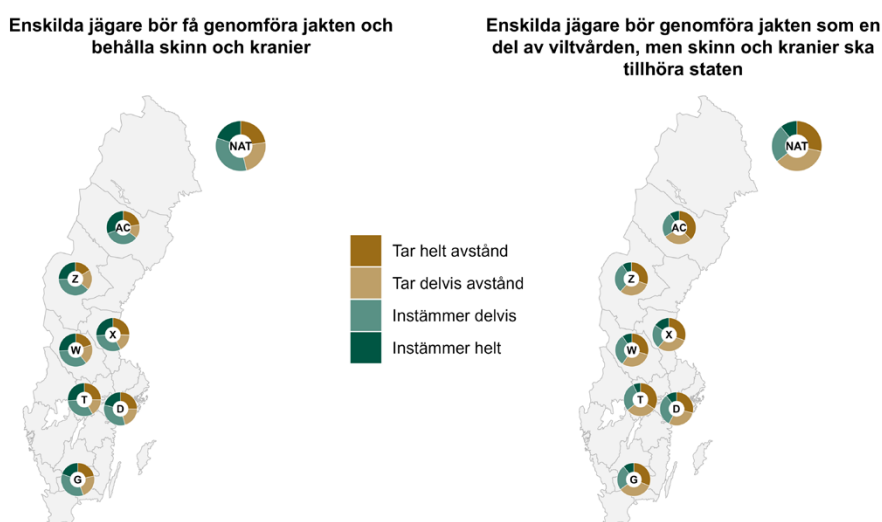 Enskilda jägare bör få genomföra jakten och
behålla skinn och kranier
Enskilda jägare bör genomföra jakten som en
del av viltvården, men skinn och kranier ska
tillhöra staten
NAT
AC
Z
X
W
T
D
G
Tar helt avstånd
Tar delvis avstånd
Instämmer delvis
Instämmer helt
NAT
AC
Z
X
W
T
D
G